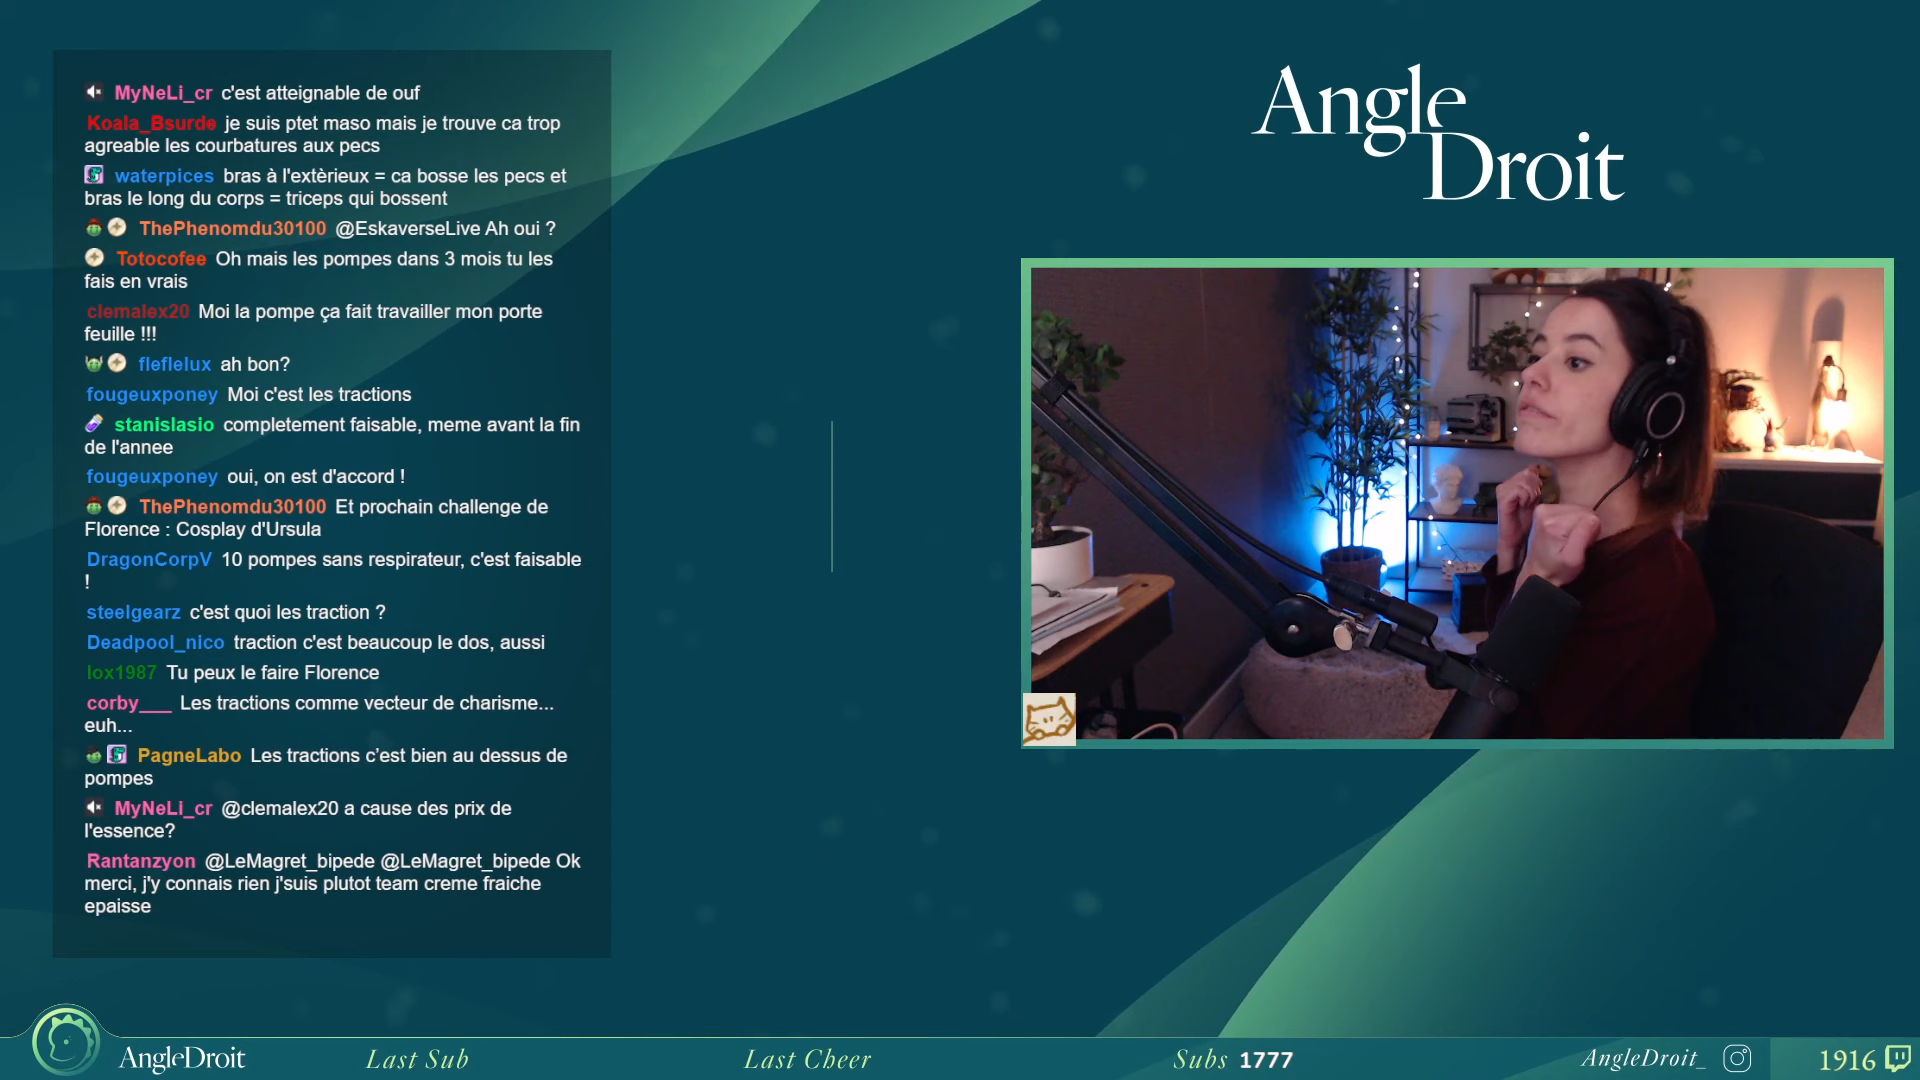 MyNeLi_cr c'est atteignable de ouf
Koala_Bsurde je suis ptet maso mais je trouve ca trop
agreable les courbatures aux pecs
waterpices bras à l'extèrieux = ca bosse les pecs et
bras le long du corps = triceps qui bossent
ThePhenomdu30100 @EskaverseLive Ah oui ?
Totocofee Oh mais les pompes dans 3 mois tu les
fais en vrais
clemalex20 Moi la pompe ça fait travailler mon porte
feuille !!!
fleflelux ah bon?
fougeuxponey Moi c'est les tractions
stanislasio completement faisable, meme avant la fin
de l'annee
fougeuxponey oui, on est d'accord !
ThePhenomdu30100 Et prochain challenge de
Florence : Cosplay d'Ursula
DragonCorpV 10 pompes sans respirateur, c'est faisable
!
steelgearz c'est quoi les traction ?
Deadpool_nico traction c'est beaucoup le dos, aussi
lox1987 Tu peux le faire Florence
corby___ Les tractions comme vecteur de charisme...
euh...
PagneLabo Les tractions c'est bien au dessus de
pompes
MyNeLi_cr @clemalex20 a cause des prix de
l'essence?
Rantanzyon @LeMagret_bipede @LeMagret_bipede Ok
merci, j'y connais rien j'suis plutot team creme fraiche
epaisse
Angle
Droit
AngleDroit Last Sub Last Cheer Subs 1777 AngleDroit_ 1916